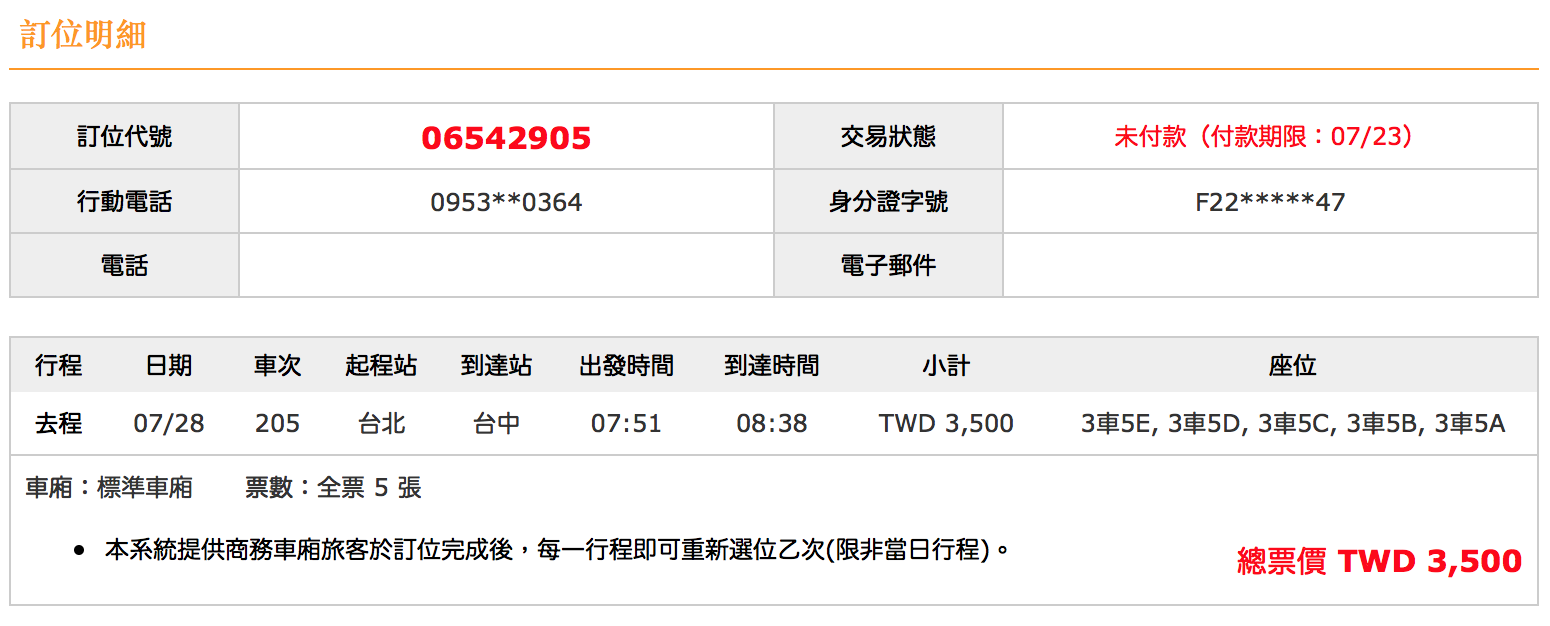 訂位明細
訂位代號 06542905 交易狀態 未付款（付款期限：07/23）
行動電話 0953**0364 身分證字號 F22*****47
電話 電子郵件
行程 日期 車次 起程站 到達站 出發時間 到達時間 小計 座位
去程 07/28 205 台北 台中 07:51 08:38 TWD 3,500 3車5E, 3車5D, 3車5C, 3車5B, 3車5A
車廂：標準車廂 票數：全票 5 張
• 本系統提供商務車廂旅客於訂位完成後，每一行程即可重新選位乙次(限非當日行程)。
總票價 TWD 3,500